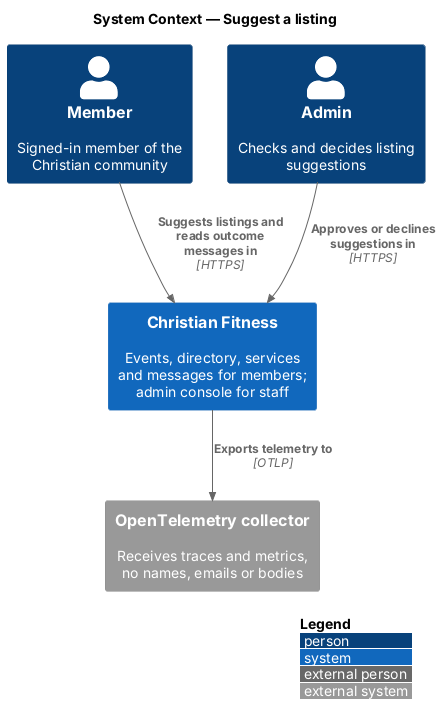 System Context — Suggest a listing
Member
Signed-in member of the
Christian community
Admin
Checks and decides listing
suggestions
Suggests listings and
reads outcome
messages in
[HTTPS]
Approves or declines
suggestions in
[HTTPS]
Christian Fitness
Events, directory, services
and messages for members;
admin console for staff
Exports telemetry to
[OTLP]
OpenTelemetry collector
Receives traces and metrics,
no names, emails or bodies
Legend
person
system
external person
external system